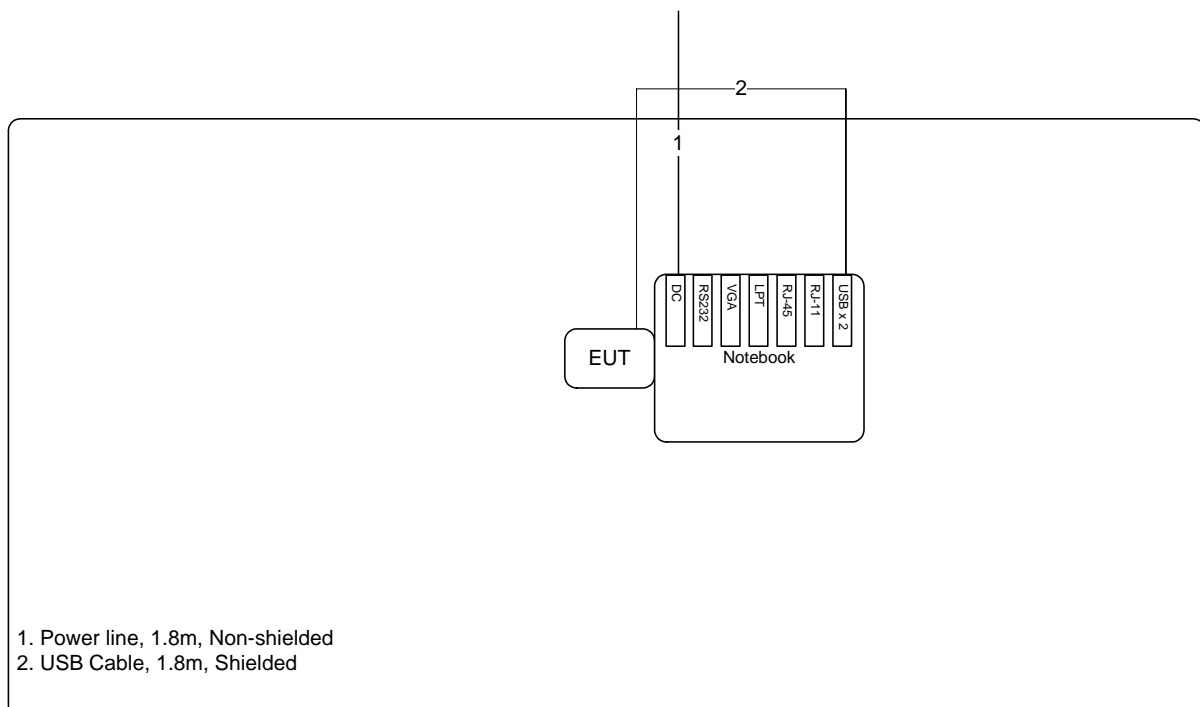 2
1
DC
RS232
VGA
LPT
RJ-45
RJ-11
USB x 2
EUT
Notebook
1. Power line, 1.8m, Non-shielded
2. USB Cable, 1.8m, Shielded